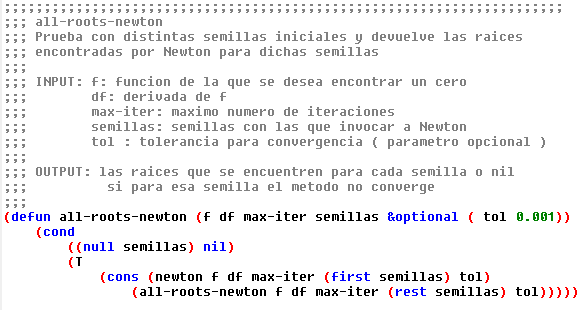 ;;;;;;;;;;;;;;;;;;;;;;;;;;;;;;;;;;;;;;;;;;;;;;;;;;;;;;;;;;;;;;;;;;;;;;
;;; all-roots-newton
;;; Prueba con distintas semillas iniciales y devuelve las raices
;;; encontradas por Newton para dichas semillas
;;;
;;; INPUT: f: funcion de la que se desea encontrar un cero
;;;        df: derivada de f
;;;        max-iter: maximo numero de iteraciones
;;;        semillas: semillas con las que invocar a Newton
;;;        tol : tolerancia para convergencia ( parametro opcional )
;;;
;;; OUTPUT: las raices que se encuentren para cada semilla o nil
;;;          si para esa semilla el metodo no converge
;;;
(defun all-roots-newton (f df max-iter semillas &optional ( tol 0.001))
    (cond
        ((null semillas) nil)
        (T
            (cons (newton f df max-iter (first semillas) tol)
                (all-roots-newton f df max-iter (rest semillas) tol)))))